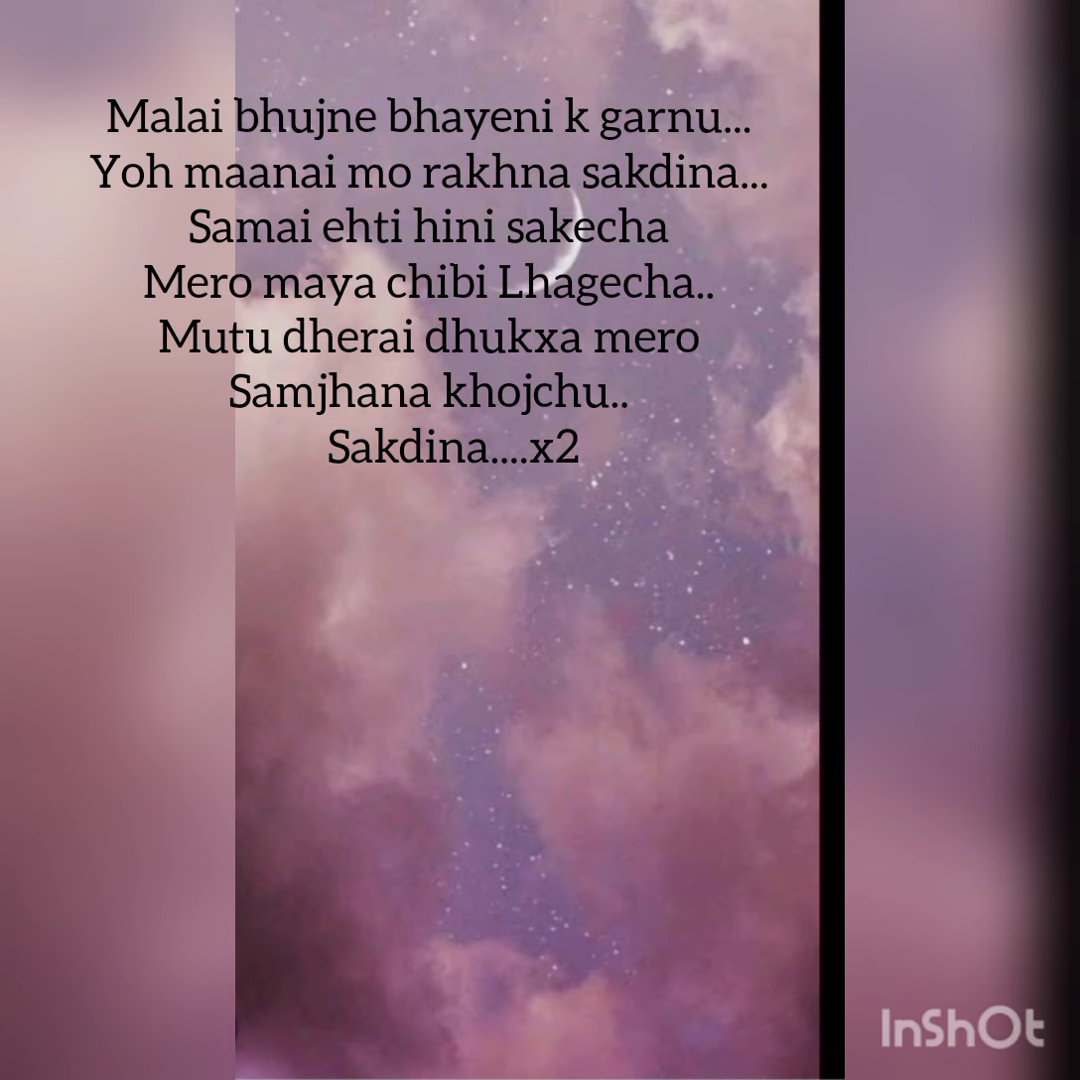 Malai bhujne bhayeni k garnu...
Yoh maanai mo rakhna sakdina...
Samai ehti hini sakecha
Mero maya chibi Lhagecha..
Mutu dherai dhukxa mero
Samjhana khojchu..
Sakdina....x2
InShOt